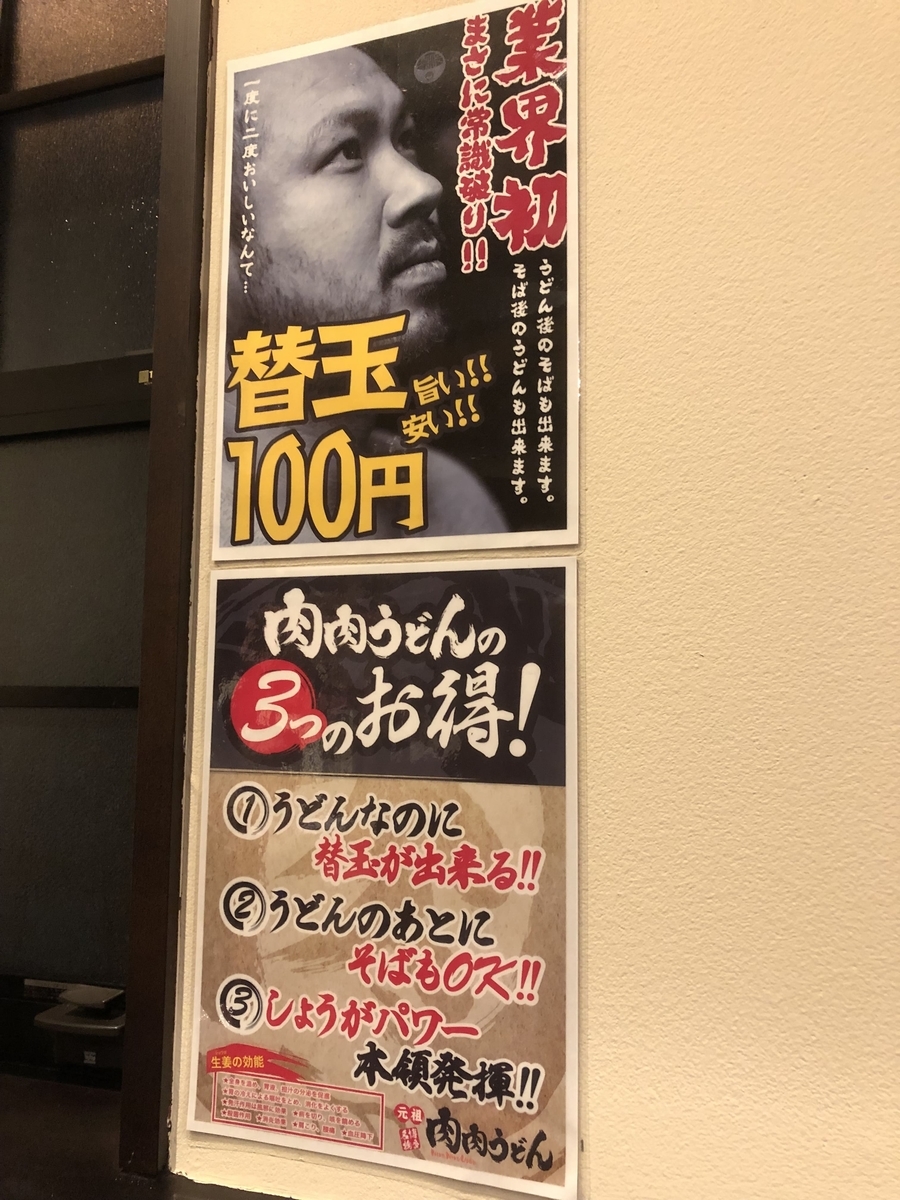 業界初
まさに常識破り!!
うどん後のそばも出来ます。
そば後のうどんも出来ます。
一度に二度おいしいなんて…
替玉
旨い!!
安い!!
100円
肉肉うどんの
3つのお得!
①うどんなのに
替玉が出来る!!
②うどんのあとに
そばもOK!!
③しょうがパワー
本領発揮!!
生姜の効能
元祖
肉肉うどん